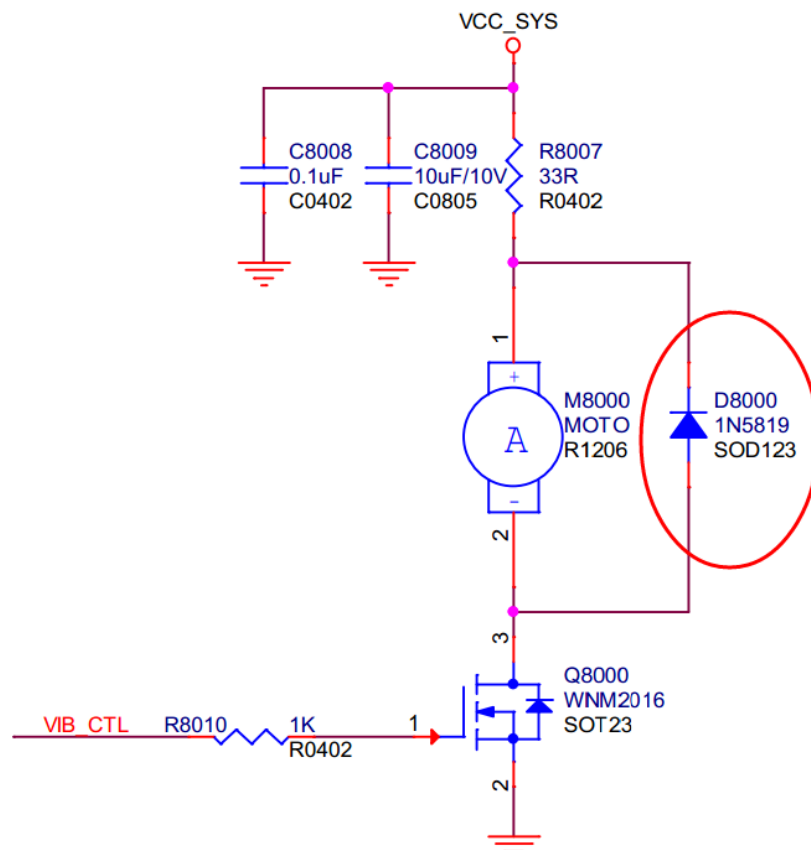 VCC_SYS
C8008
0.1uF
C0402
C8009
10uF/10V
C0805
R8007
33R
R0402
1
+
A
-
2
M8000
MOTO
R1206
D8000
1N5819
SOD123
3
Q8000
WNM2016
SOT23
VIB_CTL
R8010
1K
R0402
1
2